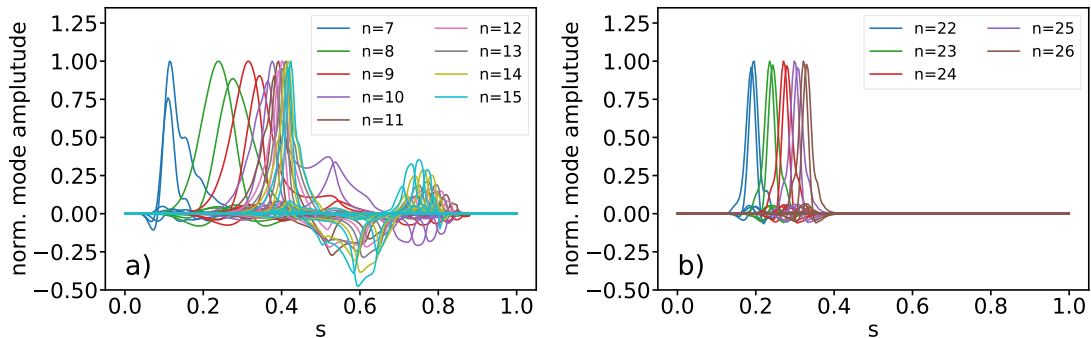 norm. mode amplutude
1.25
1.00
0.75
0.50
0.25
0.00
−0.25
−0.50
n=7
n=8
n=9
n=10
n=11
n=12
n=13
n=14
n=15
a)
0.0 0.2 0.4 0.6 0.8 1.0
s
norm. mode amplutude
1.25
1.00
0.75
0.50
0.25
0.00
−0.25
−0.50
n=22
n=23
n=24
n=25
n=26
b)
0.0 0.2 0.4 0.6 0.8 1.0
s